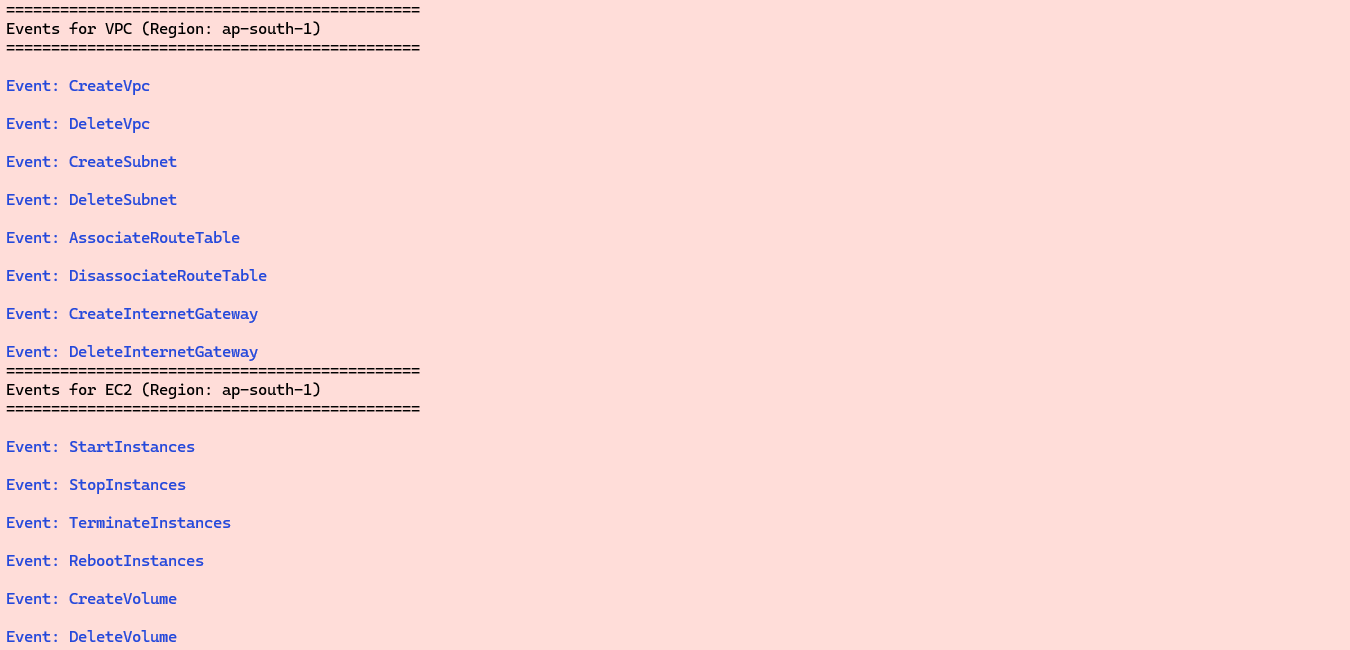 ==============================================
Events for VPC (Region: ap-south-1)
==============================================
Event: CreateVpc
Event: DeleteVpc
Event: CreateSubnet
Event: DeleteSubnet
Event: AssociateRouteTable
Event: DisassociateRouteTable
Event: CreateInternetGateway
Event: DeleteInternetGateway
==============================================
Events for EC2 (Region: ap-south-1)
==============================================
Event: StartInstances
Event: StopInstances
Event: TerminateInstances
Event: RebootInstances
Event: CreateVolume
Event: DeleteVolume